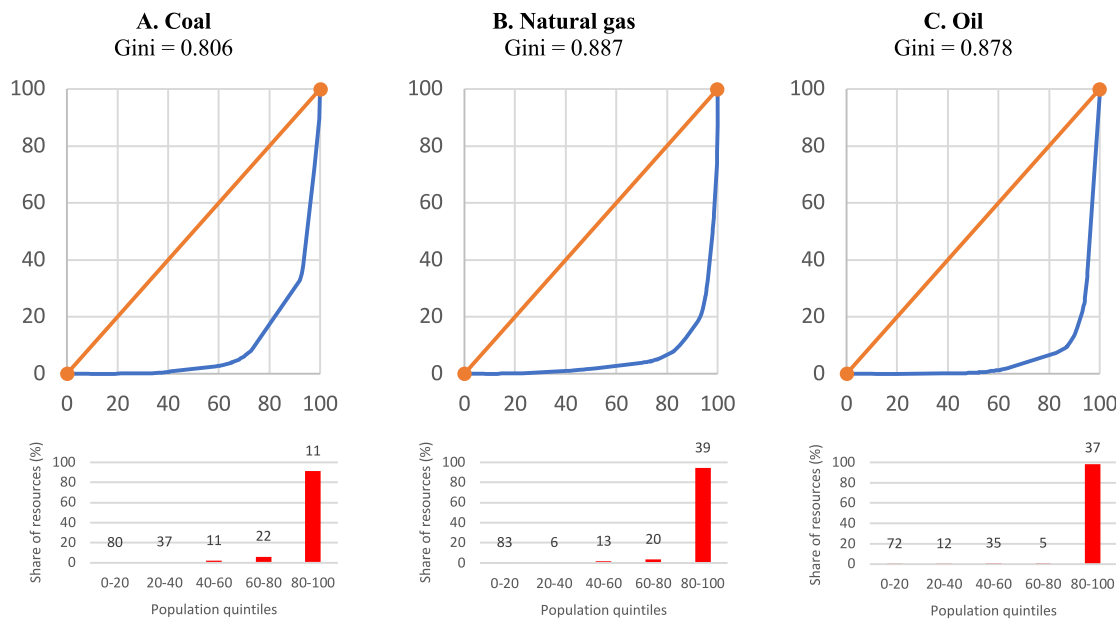 A. Coal
Gini = 0.806
100
80
60
40
20
0
0 20 40 60 80 100
Share of resources (%)
100
80
60
40
20
0
80 37 11 22 11
0-20 20-40 40-60 60-80 80-100
Population quintiles
B. Natural gas
Gini = 0.887
100
80
60
40
20
0
0 20 40 60 80 100
Share of resources (%)
100
80
60
40
20
0
83 6 13 20 39
0-20 20-40 40-60 60-80 80-100
Population quintiles
C. Oil
Gini = 0.878
100
80
60
40
20
0
0 20 40 60 80 100
Share of resources (%)
100
80
60
40
20
0
72 12 35 5 37
0-20 20-40 40-60 60-80 80-100
Population quintiles